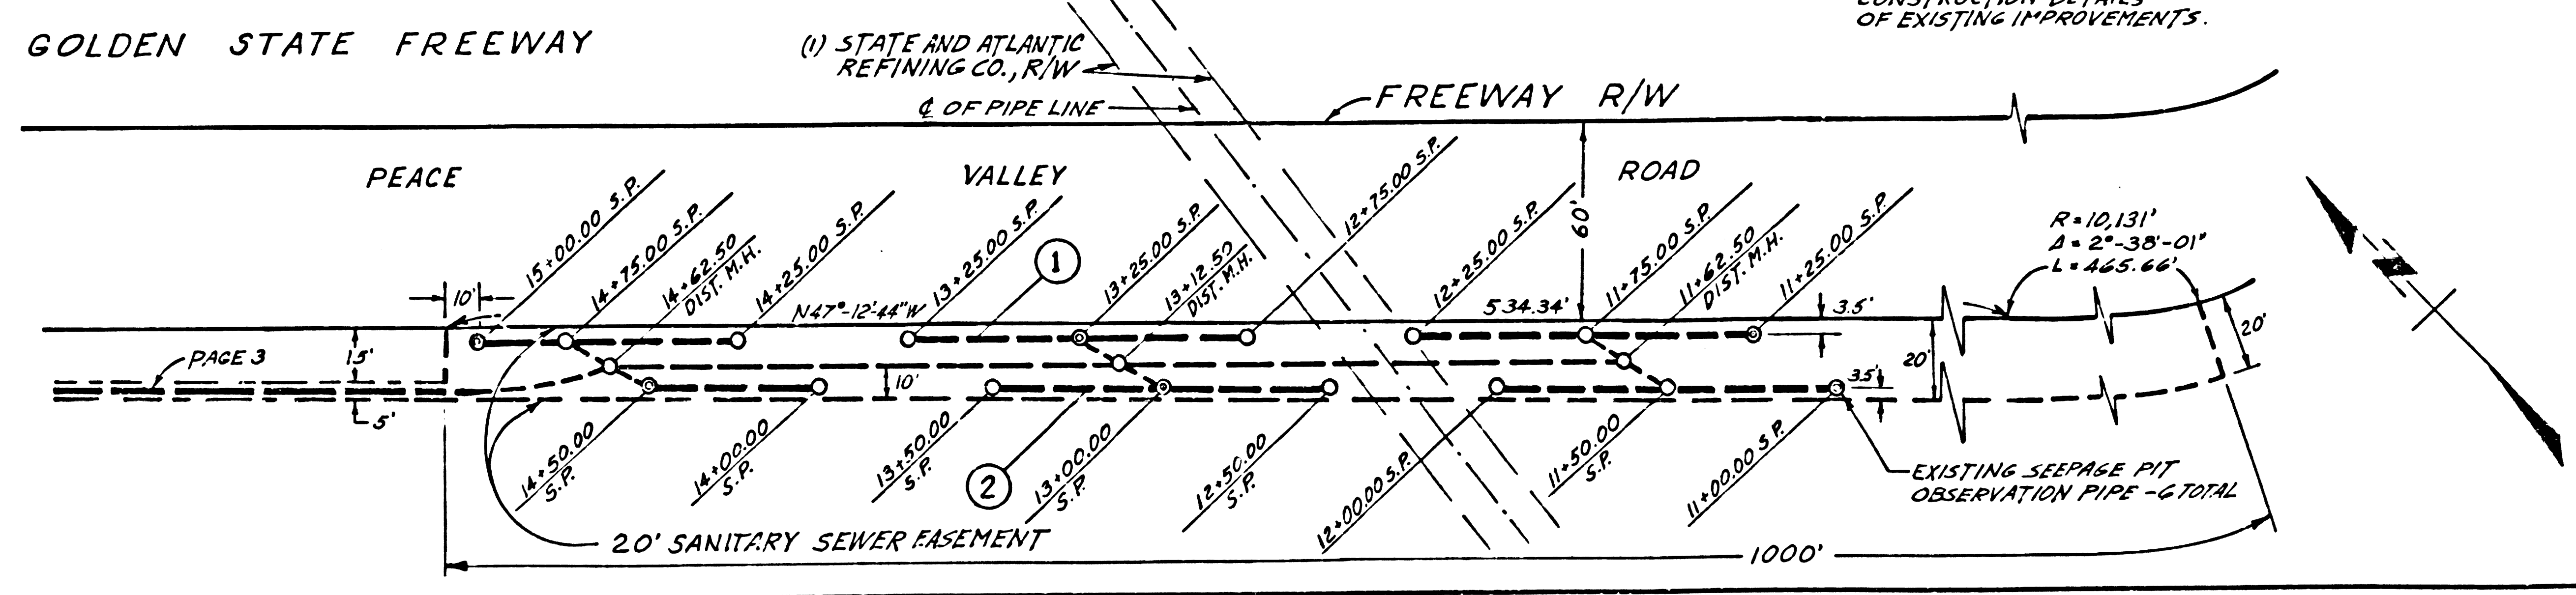 CONSTRUCTION DETAILS
OF EXISTING IMPROVEMENTS.
GOLDEN STATE FREEWAY
(1) STATE AND ATLANTIC
REFINING CO., R/W
℄ OF PIPE LINE
FREEWAY R/W
PEACE VALLEY ROAD
60'
R=10,131'
Δ=2°-38'-01"
L=465.66'
10'
15+00.00 S.P.
14+75.00 S.P.
14+62.50
DIST. M.H.
14+25.00 S.P.
N47°-12'-44"W
13+25.00 S.P.
1
13+25.00 S.P.
13+12.50
DIST. M.H.
12+75.00 S.P.
12+25.00 S.P.
534.34'
11+75.00 S.P.
11+62.50
DIST. M.H.
11+25.00 S.P.
3.5'
20'
20'
PAGE 3
15'
5'
10'
3.5'
14+50.00
S.P.
14+00.00
S.P.
13+50.00
S.P.
2
13+00.00
S.P.
12+50.00
S.P.
12+00.00 S.P.
11+50.00
S.P.
11+00.00 S.P.
EXISTING SEEPAGE PIT
OBSERVATION PIPE -6 TOTAL
20' SANITARY SEWER EASEMENT
1000'